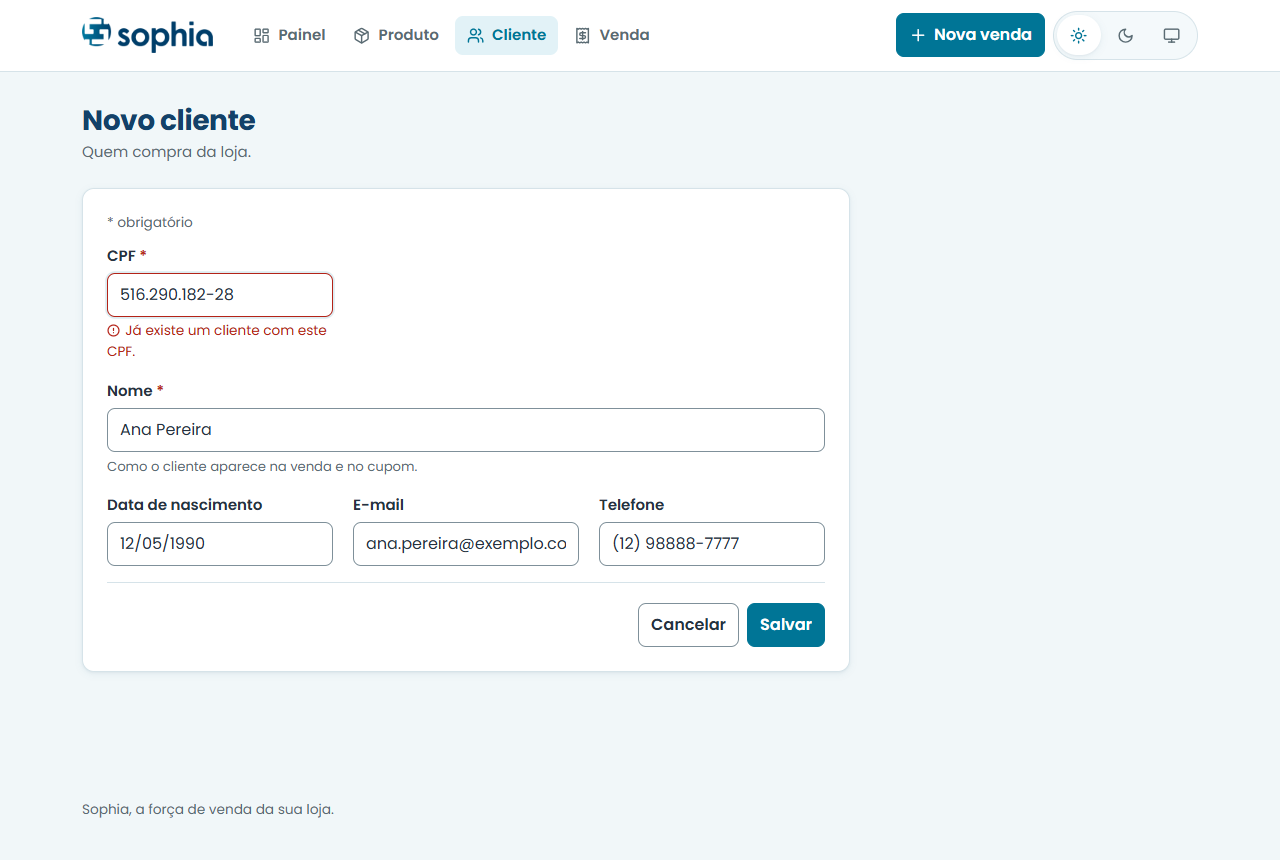 sophia
Painel
Produto
Cliente
Venda
+ Nova venda
Novo cliente
Quem compra da loja.
* obrigatório
CPF *
516.290.182-28
Já existe um cliente com este
CPF.
Nome *
Ana Pereira
Como o cliente aparece na venda e no cupom.
Data de nascimento
E-mail
Telefone
12/05/1990
ana.pereira@exemplo.co
(12) 98888-7777
Cancelar
Salvar
Sophia, a força de venda da sua loja.